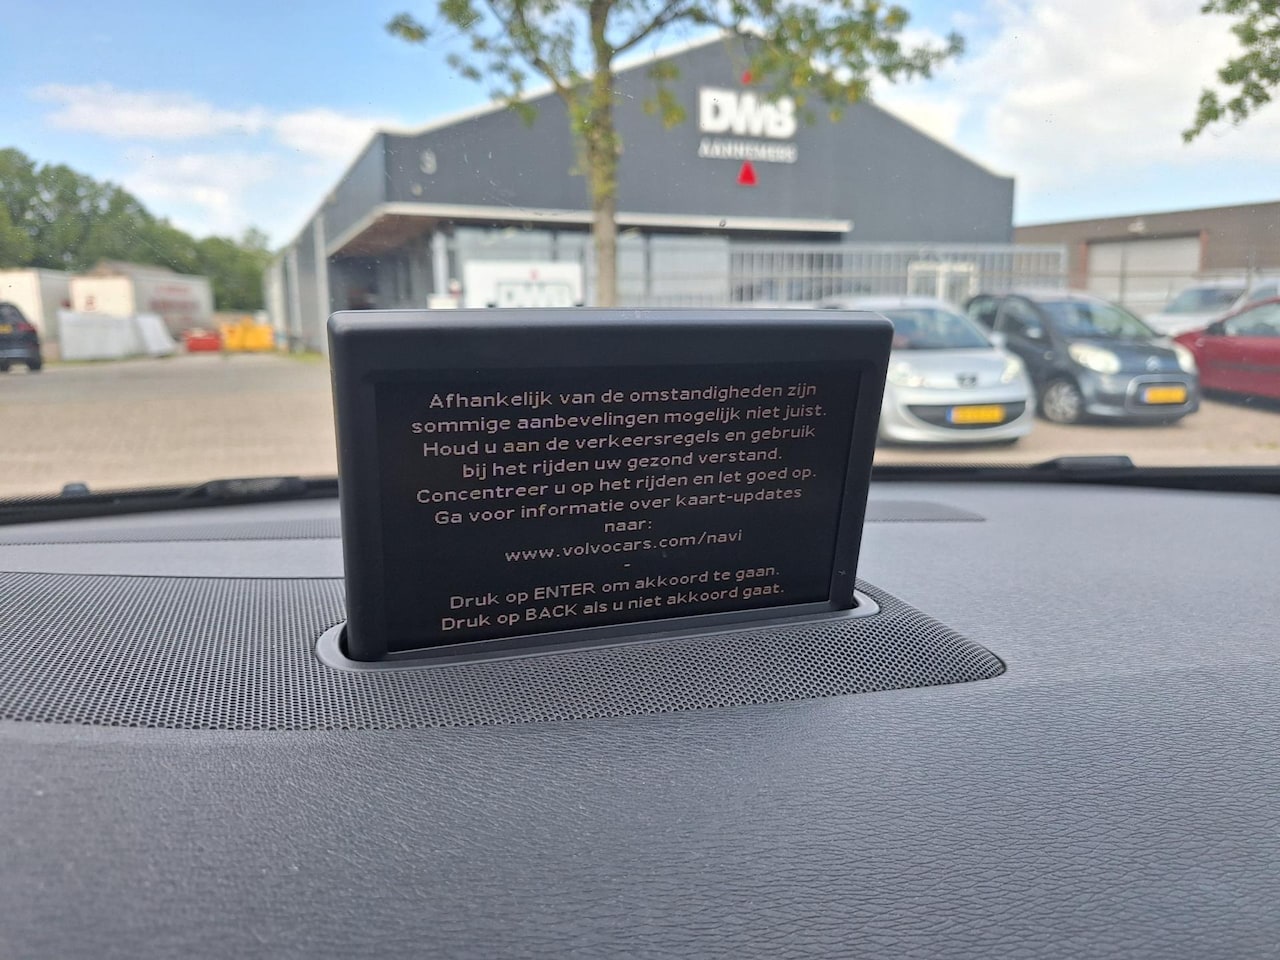 DWB
AANNEMERS
DWB
Afhankelijk van de omstandigheden zijn
sommige aanbevelingen mogelijk niet juist.
Houd u aan de verkeersregels en gebruik
bij het rijden uw gezond verstand.
Concentreer u op het rijden en let goed op.
Ga voor informatie over kaart-updates
naar:
www.volvocars.com/navi
-
Druk op ENTER om akkoord te gaan.
Druk op BACK als u niet akkoord gaat.